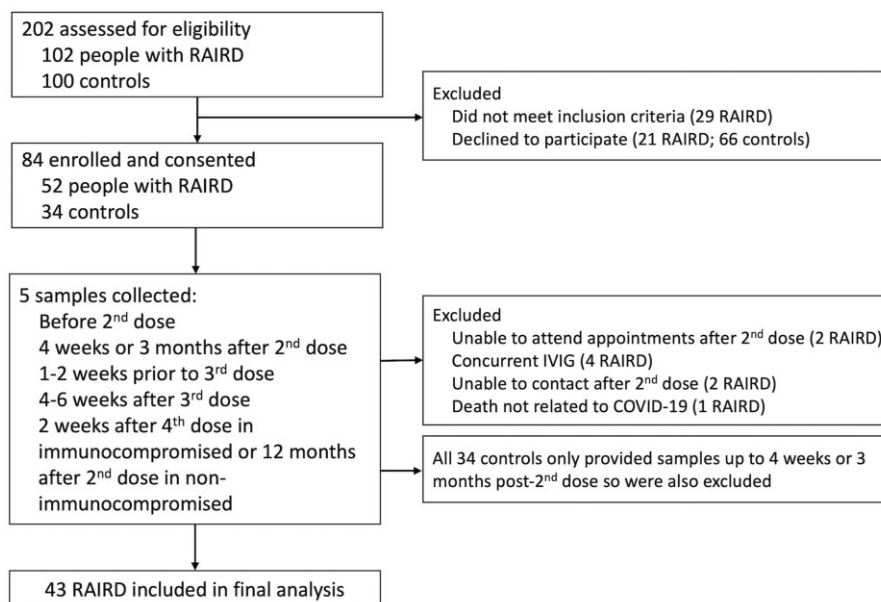 202 assessed for eligibility
102 people with RAIRD
100 controls
Excluded
Did not meet inclusion criteria (29 RAIRD)
Declined to participate (21 RAIRD; 66 controls)
84 enrolled and consented
52 people with RAIRD
34 controls
5 samples collected:
Before 2nd dose
4 weeks or 3 months after 2nd dose
1-2 weeks prior to 3rd dose
4-6 weeks after 3rd dose
2 weeks after 4th dose in
immunocompromised or 12 months
after 2nd dose in non-
immunocompromised
Excluded
Unable to attend appointments after 2nd dose (2 RAIRD)
Concurrent IVIG (4 RAIRD)
Unable to contact after 2nd dose (2 RAIRD)
Death not related to COVID-19 (1 RAIRD)
All 34 controls only provided samples up to 4 weeks or 3
months post-2nd dose so were also excluded
43 RAIRD included in final analysis